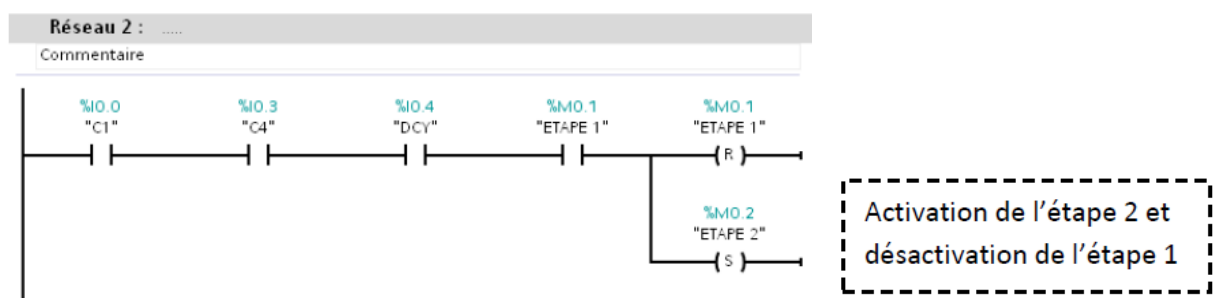 Réseau 2 : .....
Commentaire
%I0.0 %I0.3 %I0.4 %M0.1 %M0.1
"C1" "C4" "DCY" "ETAPE 1" "ETAPE 1"
R
%M0.2
"ETAPE 2"
S
Activation de l'étape 2 et
désactivation de l'étape 1